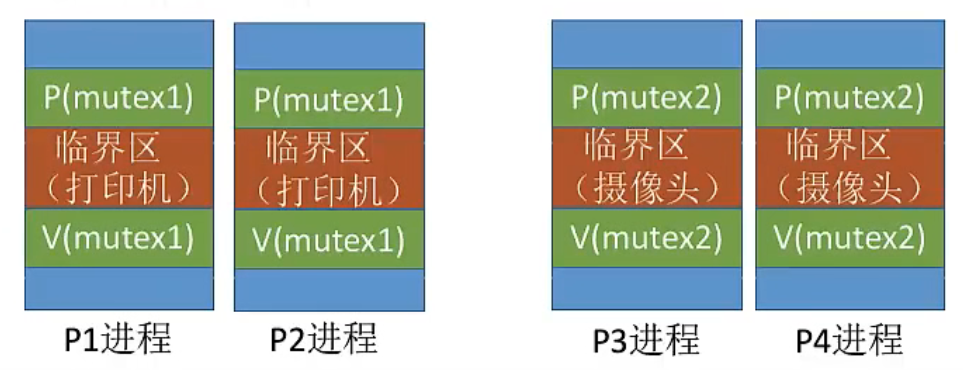 P(mutex1)
临界区
（打印机）
V(mutex1)
P1进程
P(mutex1)
临界区
（打印机）
V(mutex1)
P2进程
P(mutex2)
临界区
（摄像头）
V(mutex2)
P3进程
P(mutex2)
临界区
（摄像头）
V(mutex2)
P4进程